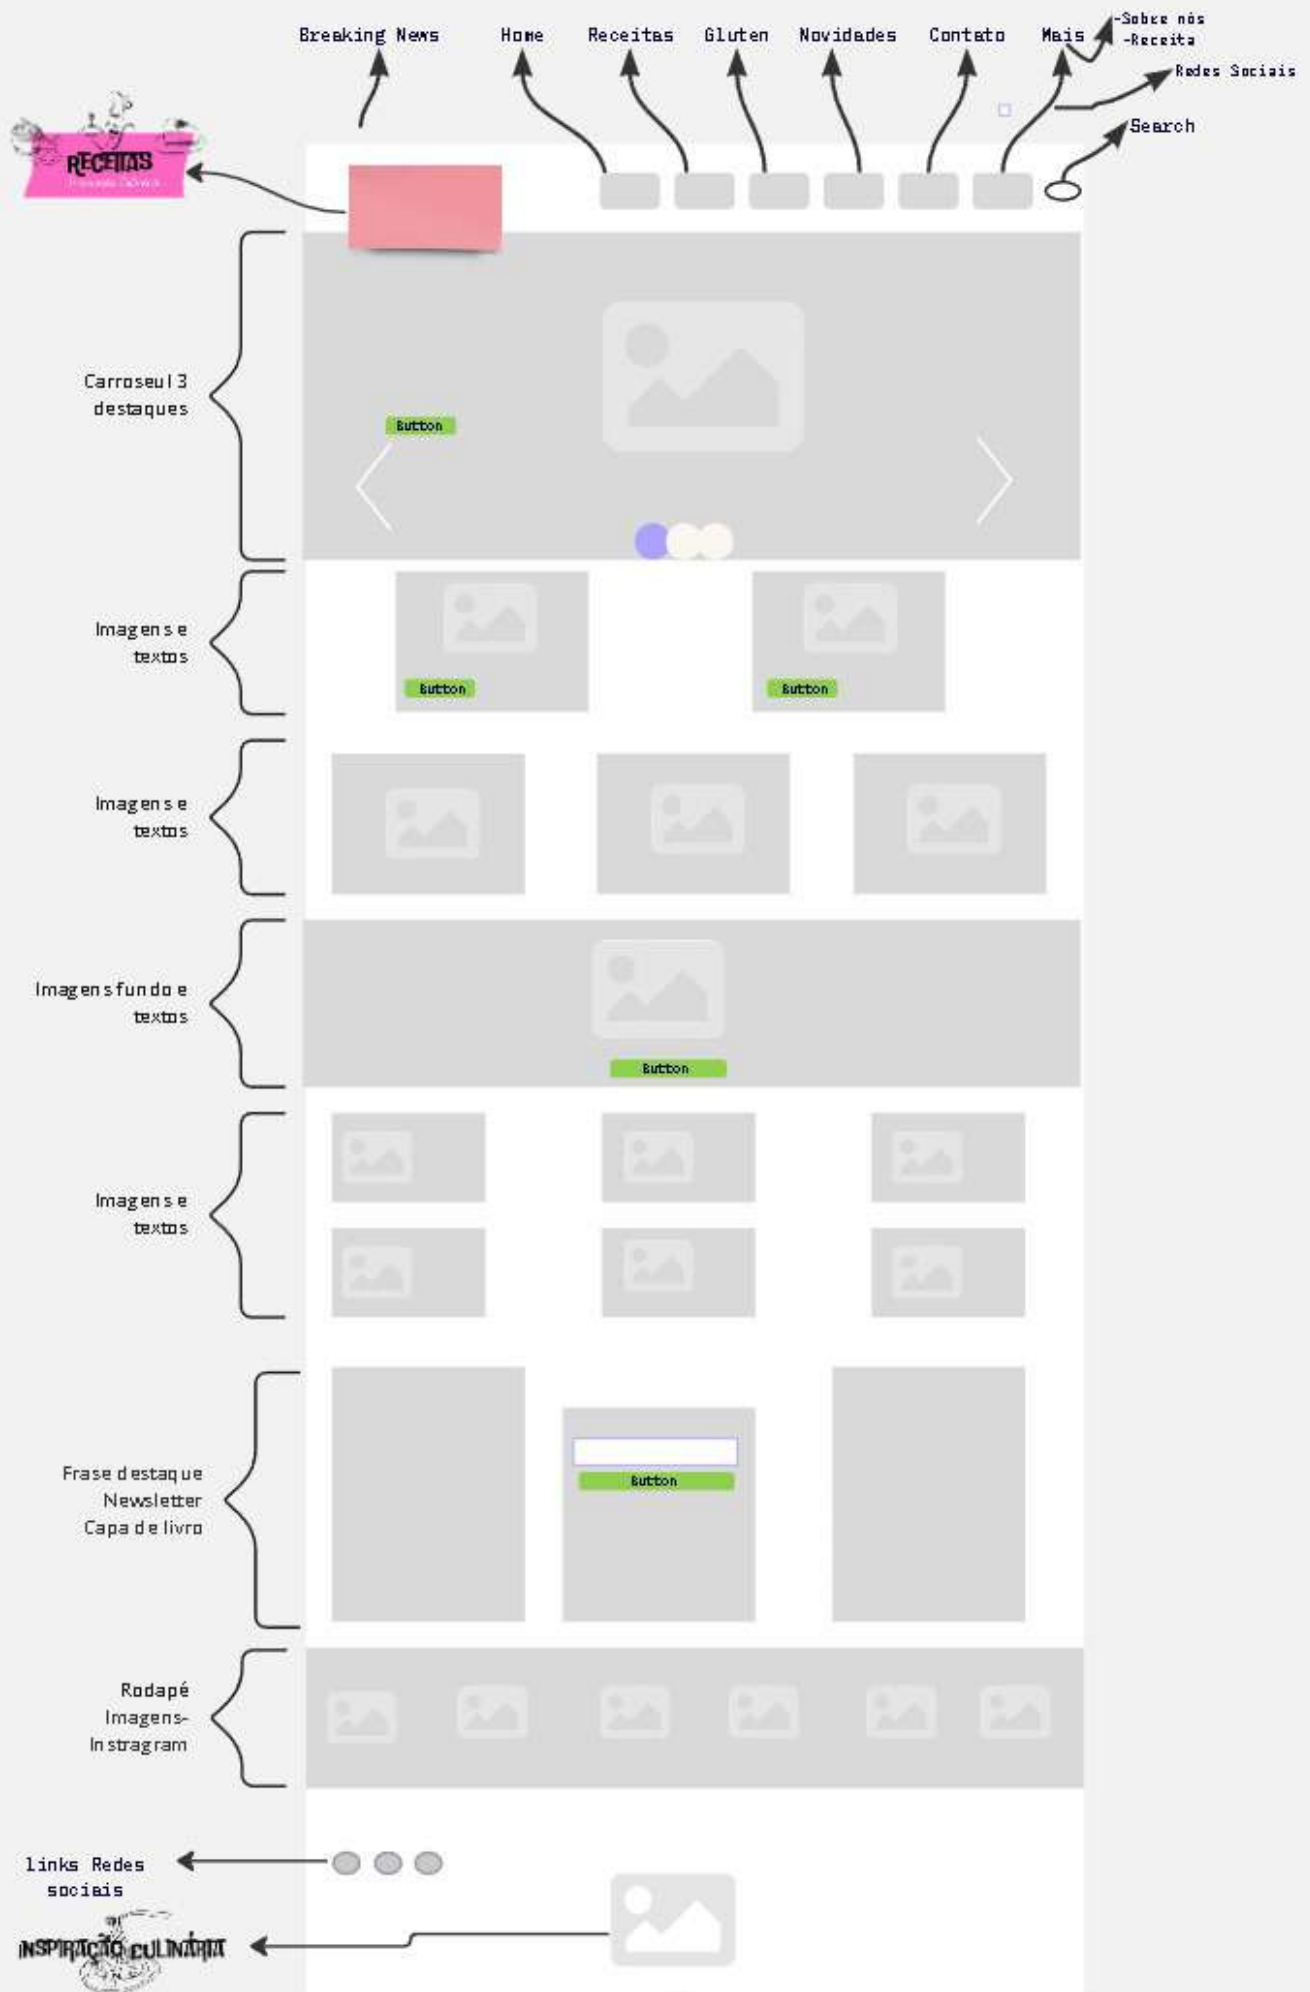 Breaking News
Home
Receitas
Gluten
Novidades
Contato
Mais
-Sobre nós
-Receita
Redes Sociais
Search
RECEITAS
Carroseul 3
destaques
Button
Imagens e
textos
Button
Button
Imagens e
textos
Imagens fundo e
textos
Button
Imagens e
textos
Frase destaque
Newsletter
Capa de livro
Button
Rodapé
Imagens-
Instragram
links Redes
sociais
INSPIRAÇÃO CULINÁRIA